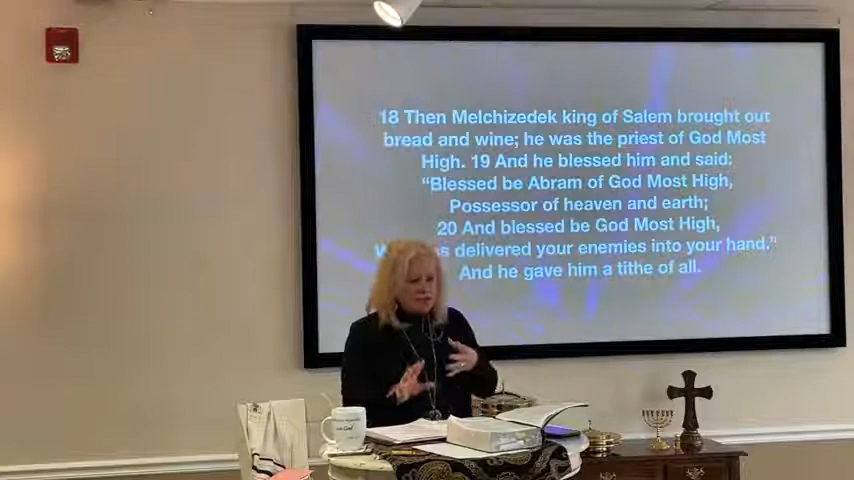 18 Then Melchizedek king of Salem brought out
bread and wine; he was the priest of God Most
High. 19 And he blessed him and said:
“Blessed be Abram of God Most High,
Possessor of heaven and earth;
20 And blessed be God Most High,
delivered your enemies into your hand.”
And he gave him a tithe of all.
God